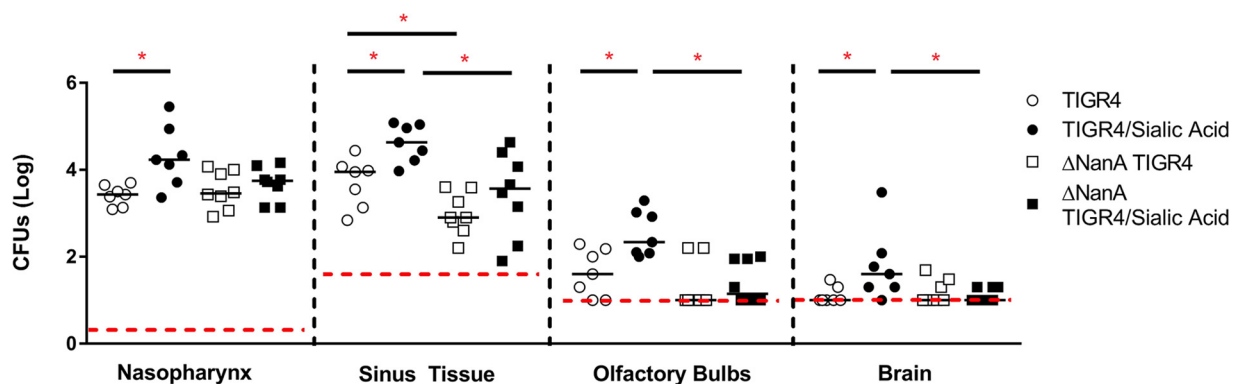 *
* * * * *
*
6
4
2
0
CFUs (Log)
Nasopharynx Sinus Tissue Olfactory Bulbs Brain
TIGR4
TIGR4/Sialic Acid
ΔNanA TIGR4
ΔNanA
TIGR4/Sialic Acid